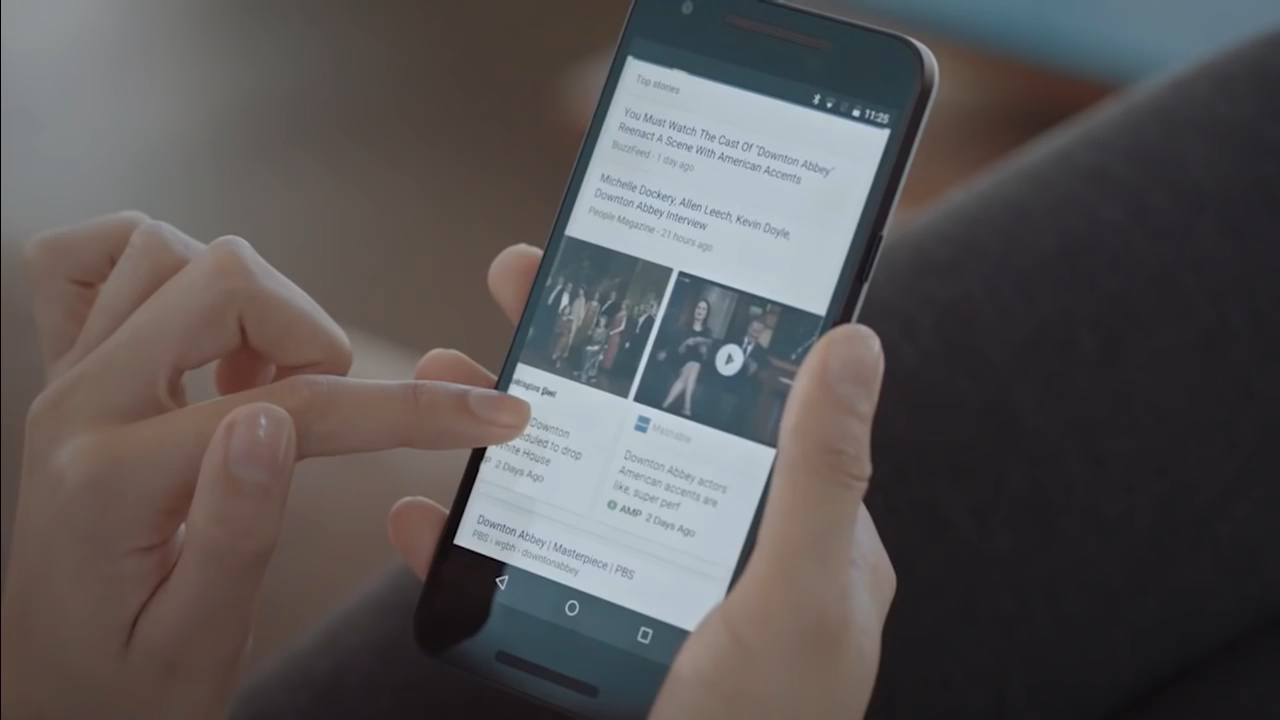 11:25
Top stories
You Must Watch The Cast Of "Downton Abbey"
Reenact A Scene With American Accents
BuzzFeed · 1 day ago
Michelle Dockery, Allen Leech, Kevin Doyle,
Downton Abbey Interview
People Magazine · 21 hours ago
Downton
eduled to drop
White House
P 2 Days Ago
Mashable
Downton Abbey actors
American accents are
like, super perf
AMP 2 Days Ago
Downton Abbey | Masterpiece | PBS
PBS › wgbh › downtonabbey